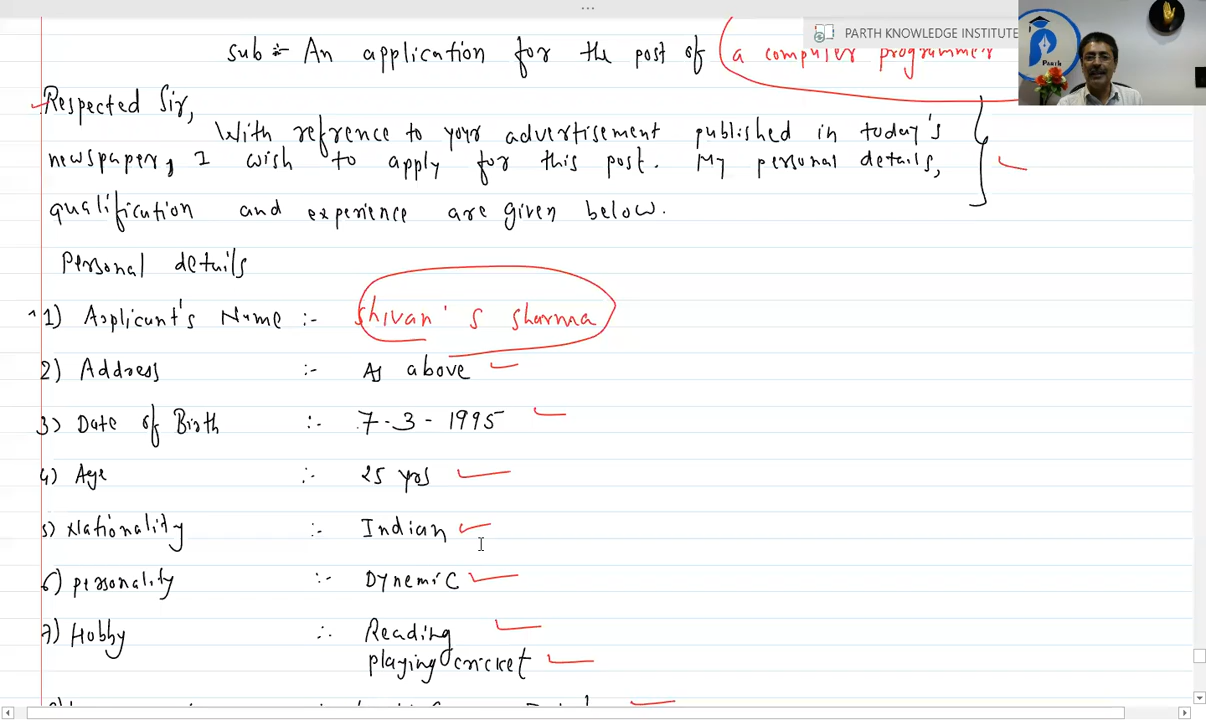 PARTH KNOWLEDGE INSTITUTE
Parth
sub :- An application for the post of a computer programmer
Respected Sir,
With refrence to your advertisement published in today's
newspaper, I wish to apply for this post. My personal details,
qualification and experience are given below.
Personal details
1) Applicant's Name :- Shivan' s sharma
2) Address :- As above
3) Date of Birth :- 7-3-1995
4) Age :- 25 yrs
5) Nationality :- Indian
6) personality :- Dynemic
7) Hobby :- Reading
playing cricket